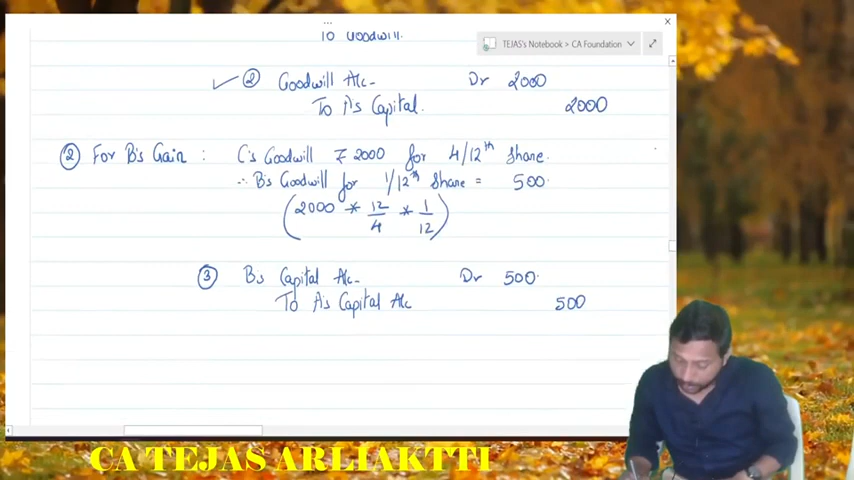 To Goodwill.
TEJAS's Notebook > CA Foundation
② Goodwill A/c- Dr 2000
To A's Capital. 2000
② For B's Gain : C's Goodwill ₹ 2000 for 4/12th Share.
∴ B's Goodwill for 1/12th Share = 500.
(2000 * 12/4 * 1/12)
③ B's Capital A/c- Dr 500.
To A's Capital A/c 500
CA TEJAS ARLIAKTTI